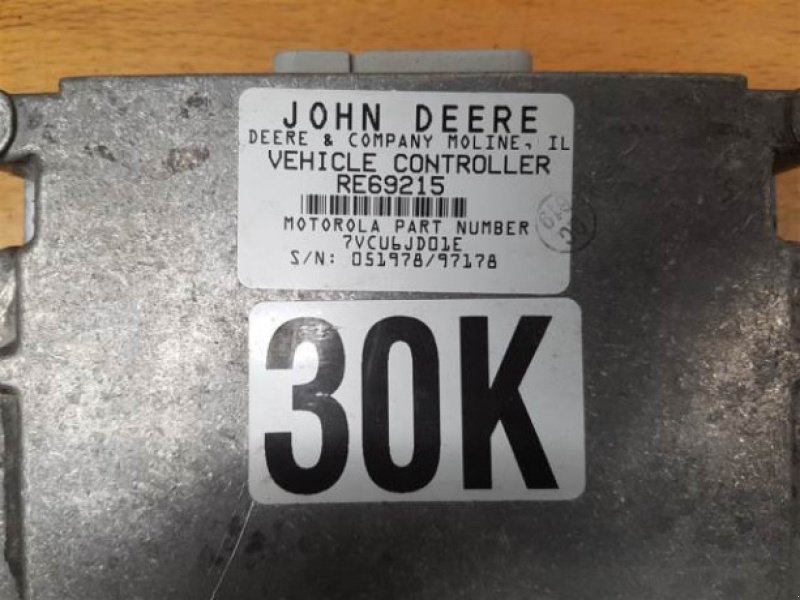 JOHN DEERE
DEERE & COMPANY MOLINE, IL
VEHICLE CONTROLLER
RE69215
MOTOROLA PART NUMBER
7VCU6JD01E
S/N: 051978/97178
30K